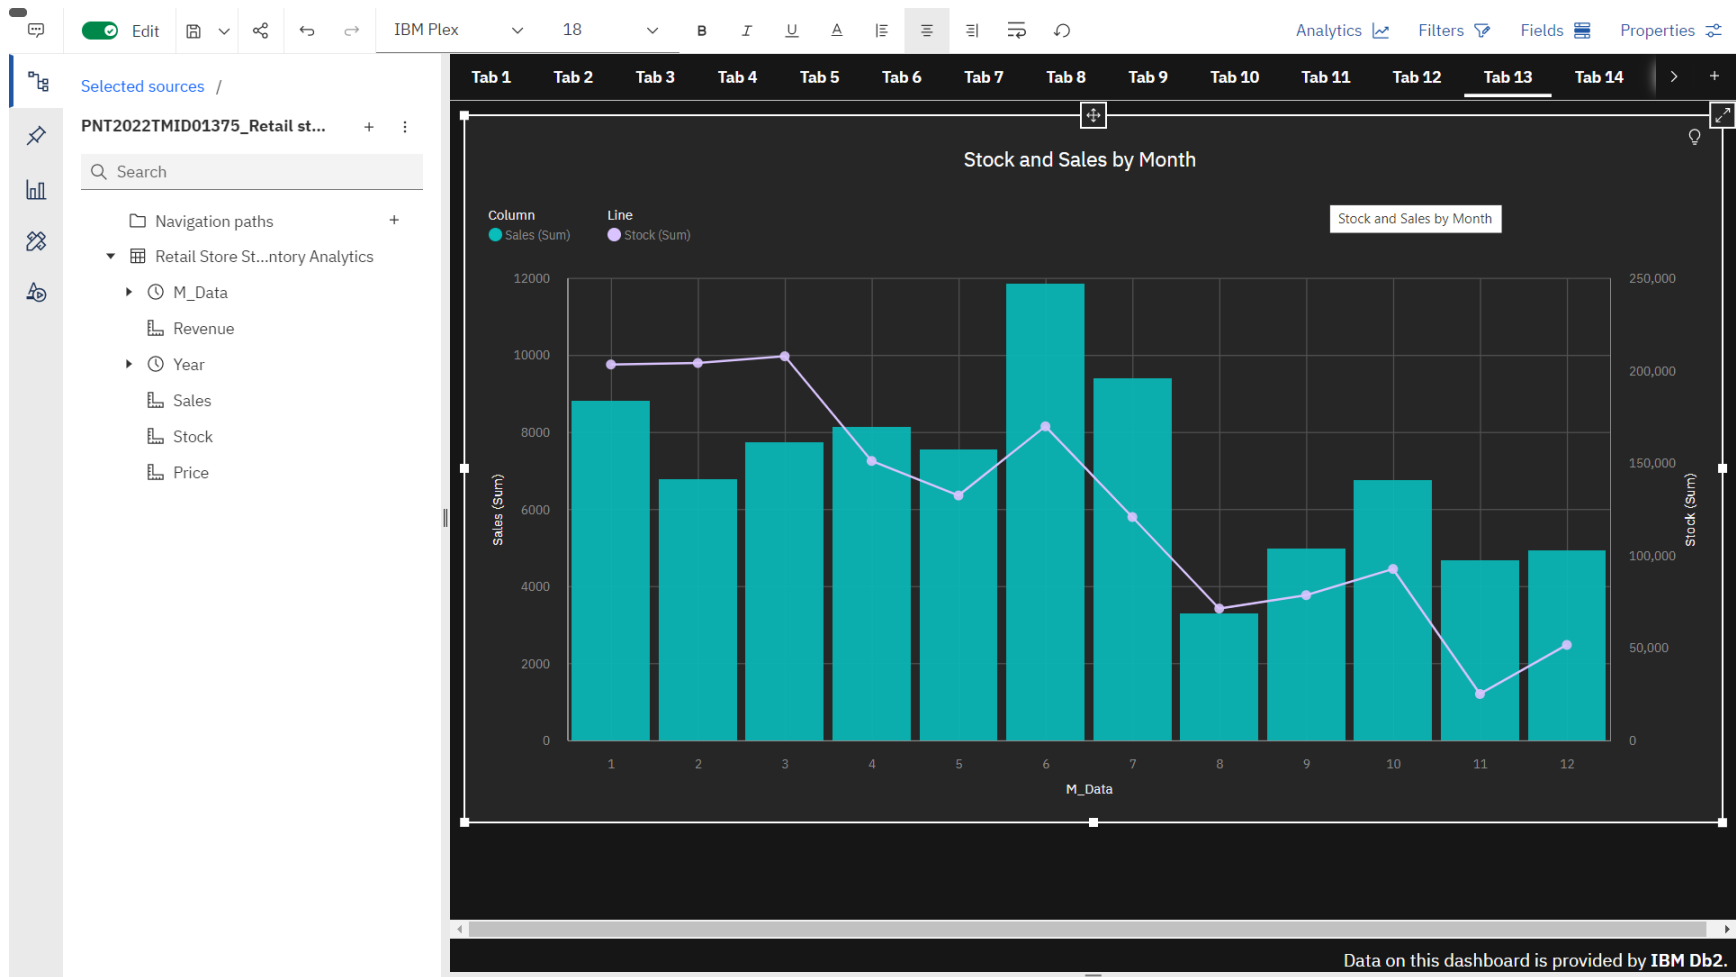 Edit
IBM Plex
18
B I U A
Analytics
Filters
Fields
Properties
Selected sources /
PNT2022TMID01375_Retail st...
Search
Navigation paths
Retail Store St...ntory Analytics
M_Data
Revenue
Year
Sales
Stock
Price
Tab 1 Tab 2 Tab 3 Tab 4 Tab 5 Tab 6 Tab 7 Tab 8 Tab 9 Tab 10 Tab 11 Tab 12 Tab 13 Tab 14
Stock and Sales by Month
Column Line
Sales (Sum) Stock (Sum)
Stock and Sales by Month
12000
10000
8000
6000
4000
2000
0
Sales (Sum)
250,000
200,000
150,000
100,000
50,000
0
Stock (Sum)
1 2 3 4 5 6 7 8 9 10 11 12
M_Data
Data on this dashboard is provided by IBM Db2.